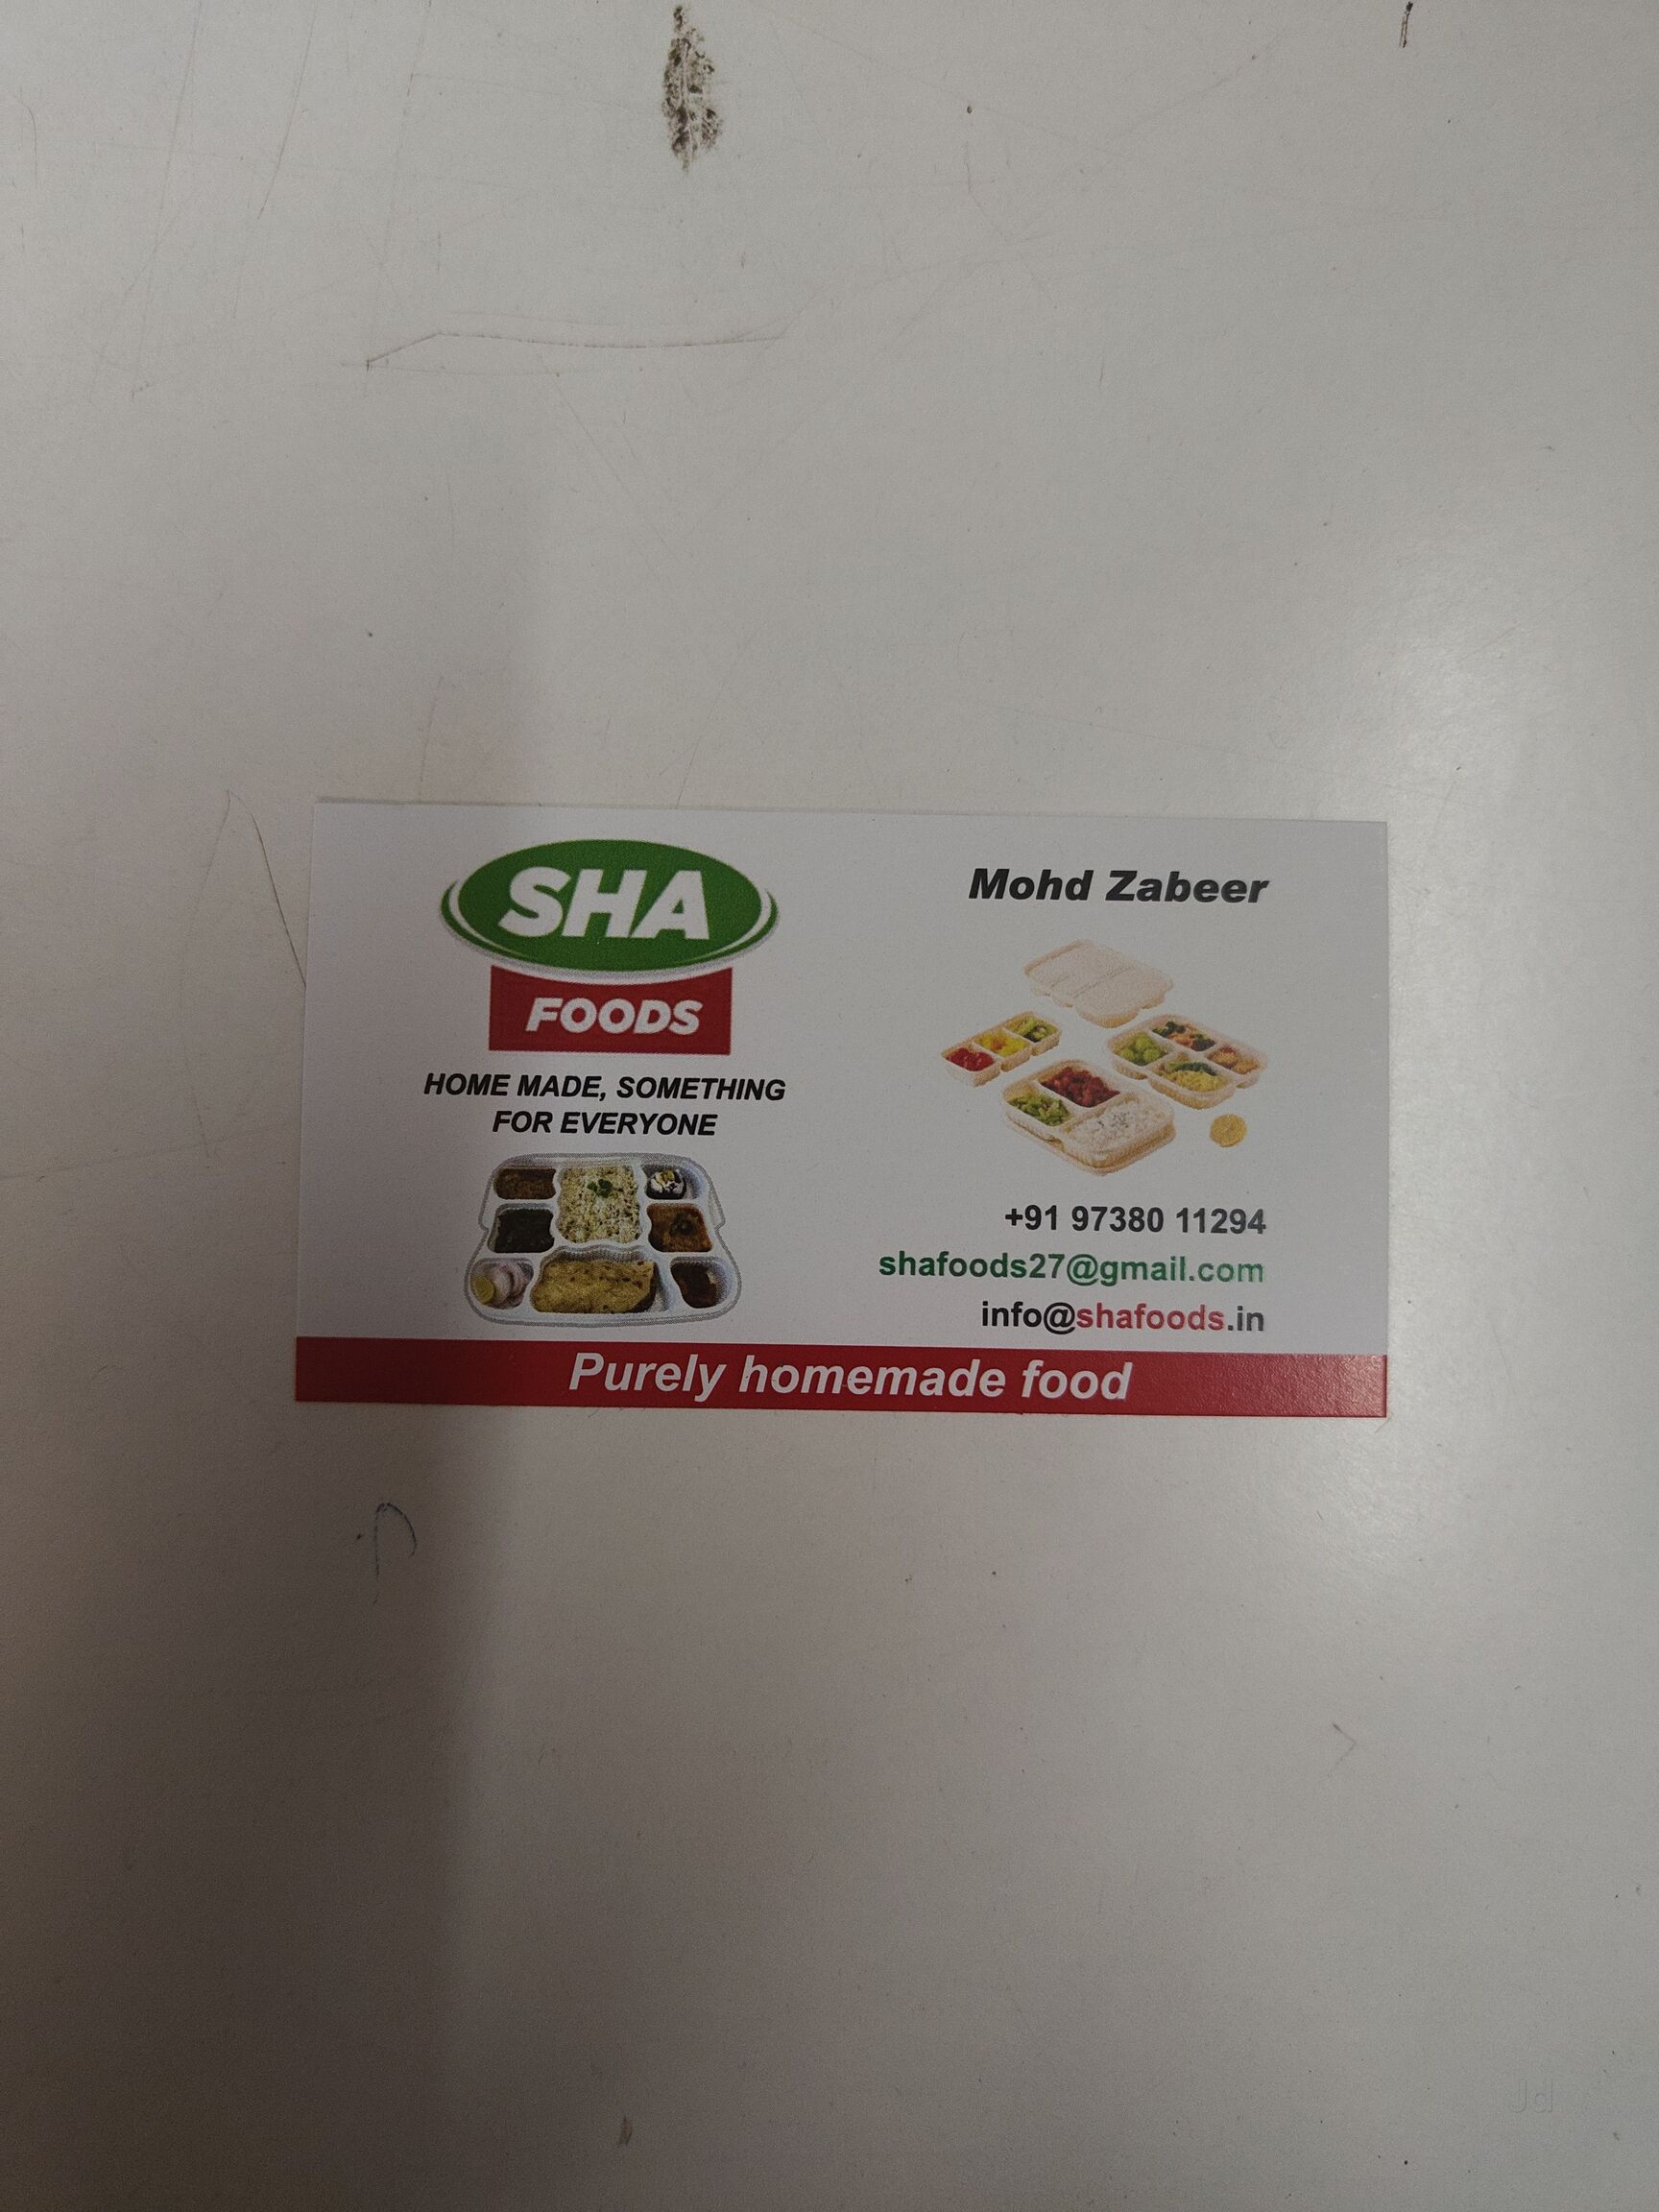 SHA
FOODS
HOME MADE, SOMETHING
FOR EVERYONE
Mohd Zabeer
+91 97380 11294
shafoods27@gmail.com
info@shafoods.in
Purely homemade food
Jd